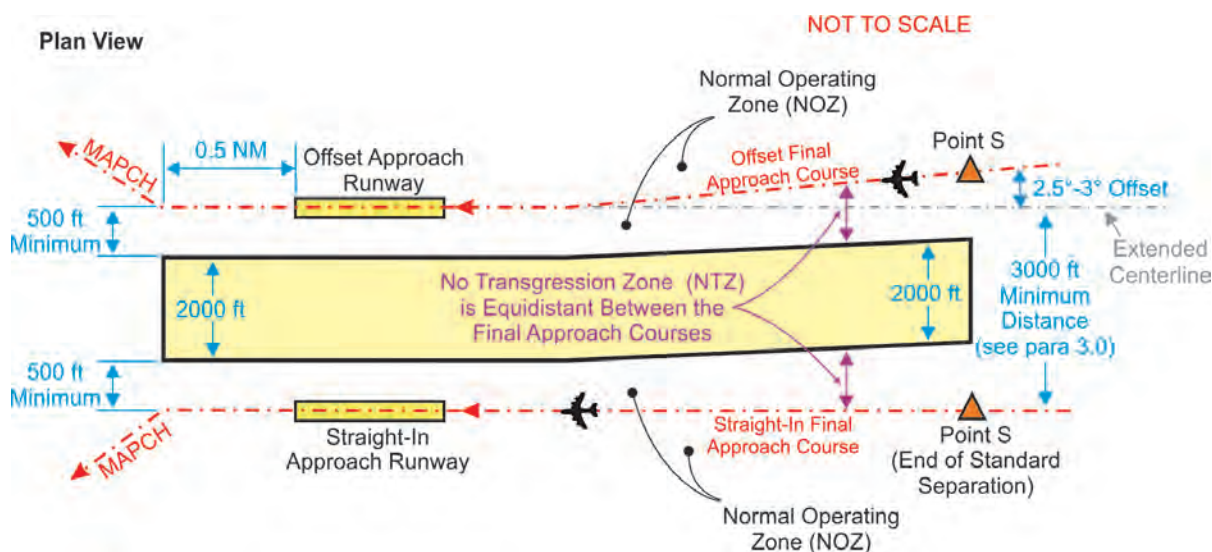 Plan View
NOT TO SCALE
Normal Operating
Zone (NOZ)
MAPCH
0.5 NM
Offset Approach
Runway
Offset Final
Approach Course
Point S
2.5°-3° Offset
500 ft
Minimum
Extended
Centerline
2000 ft
No Transgression Zone (NTZ)
is Equidistant Between the
Final Approach Courses
2000 ft
3000 ft
Minimum
Distance
(see para 3.0)
500 ft
Minimum
MAPCH
Straight-In
Approach Runway
Straight-In Final
Approach Course
Point S
(End of Standard
Separation)
Normal Operating
Zone (NOZ)